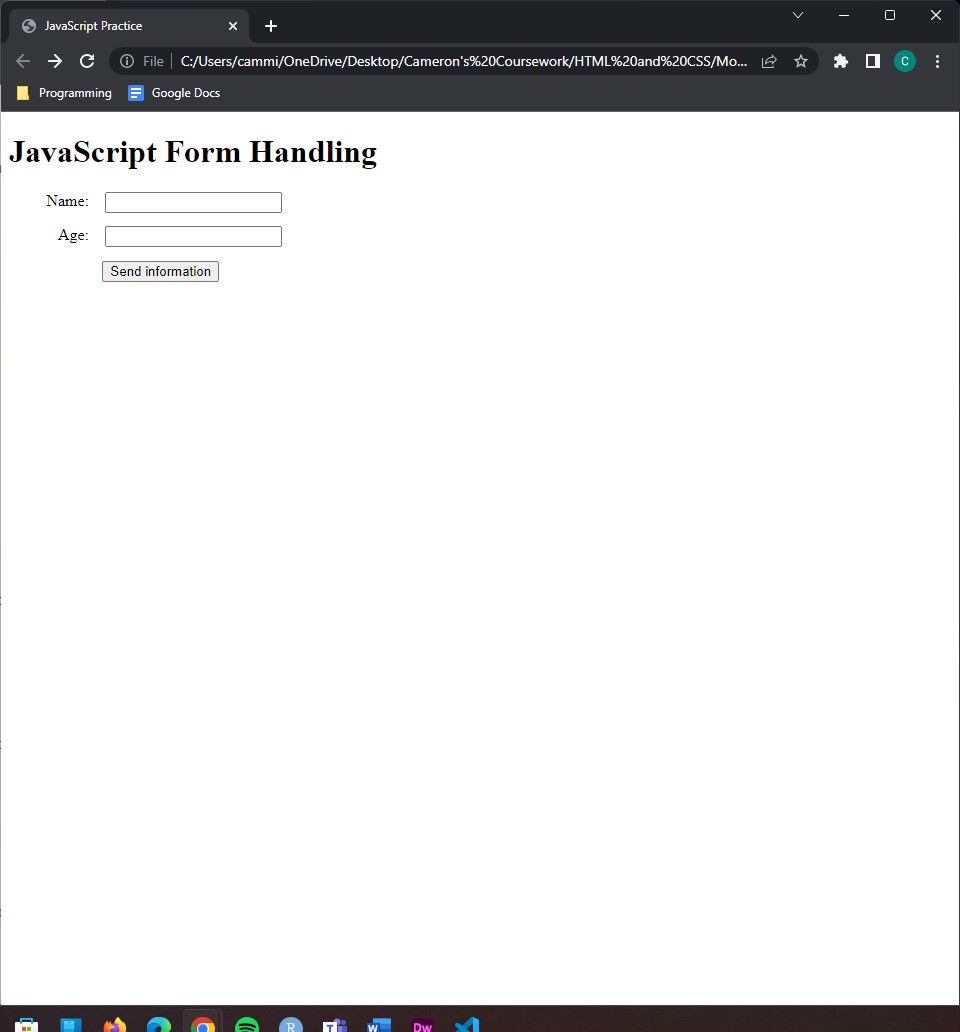 JavaScript Practice
File C:/Users/cammi/OneDrive/Desktop/Cameron's%20Coursework/HTML%20and%20CSS/Mo... C
Programming Google Docs
JavaScript Form Handling
Name:
Age:
Send information
R T W Dw